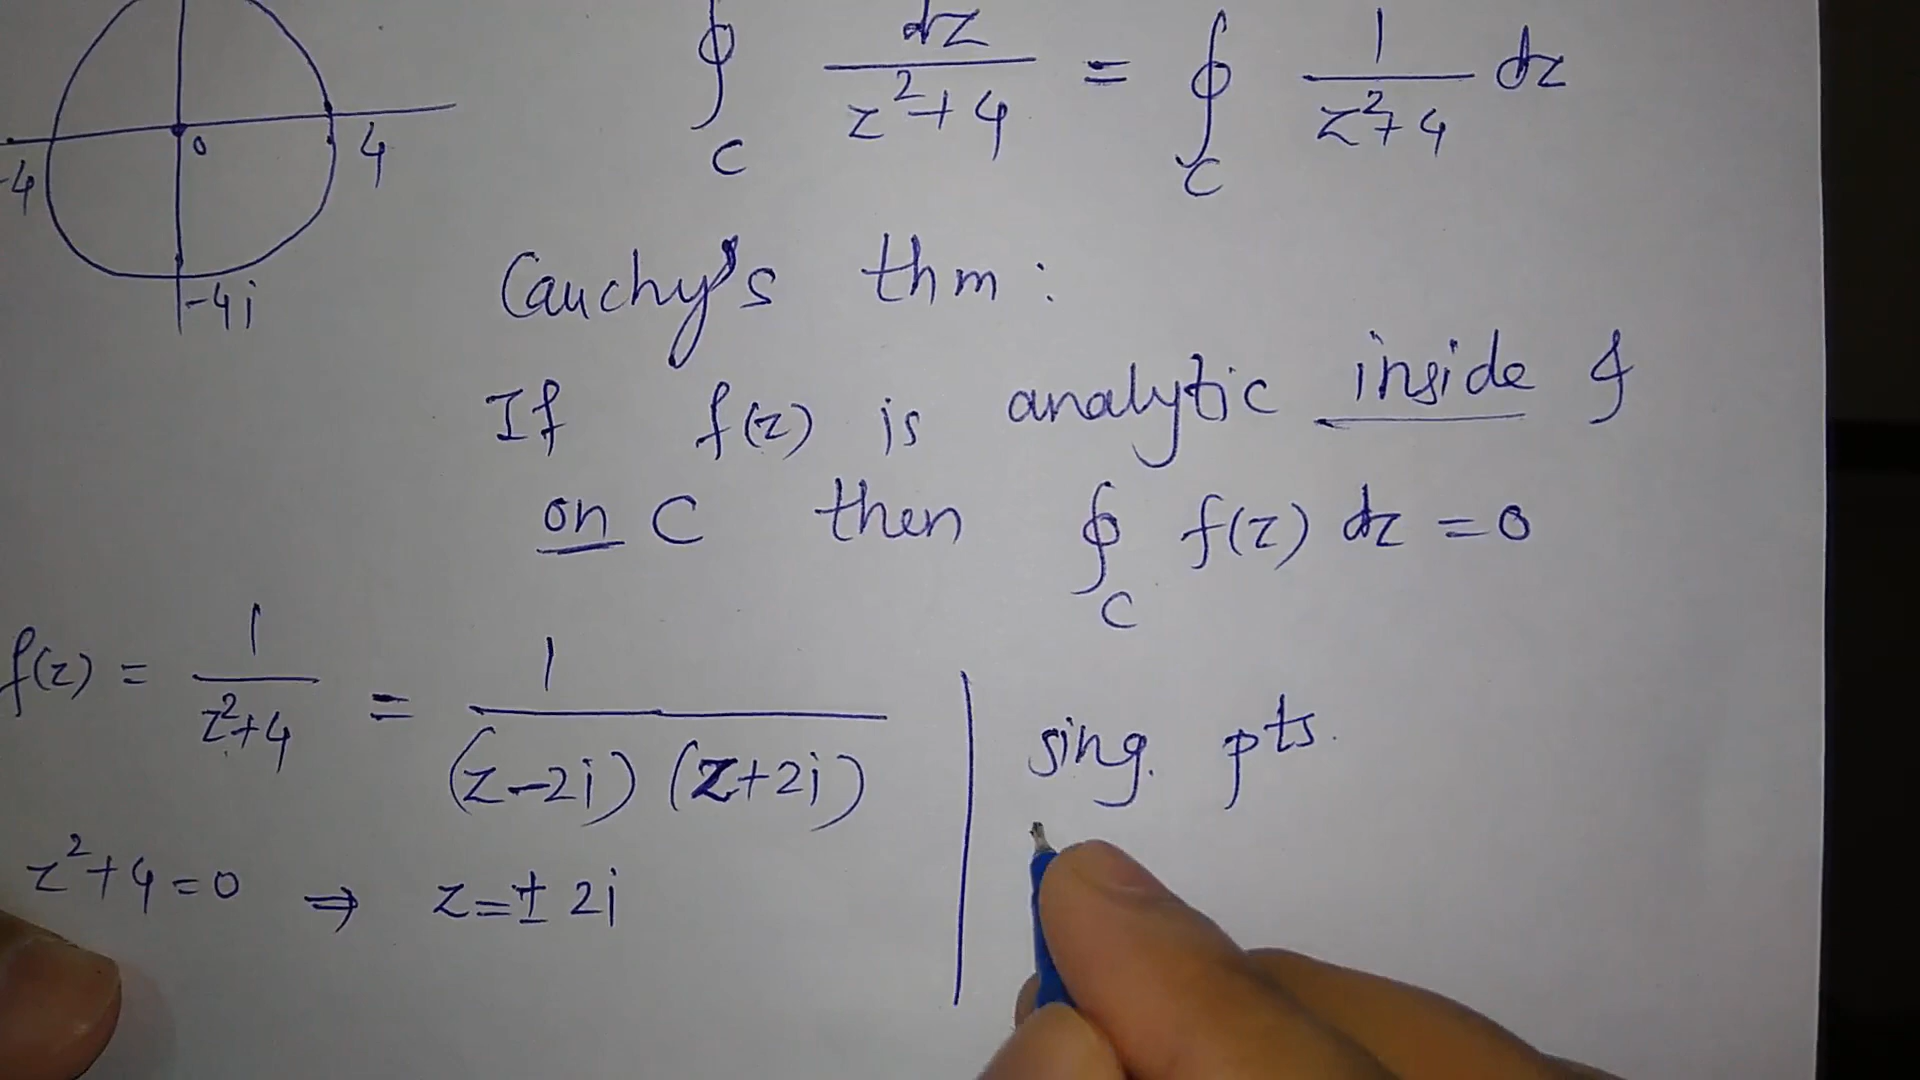 ∮_C dz/(z²+4) = ∮_C 1/(z²+4) dz
0
4
-4
-4i
Cauchy's thm :
If f(z) is analytic inside &
on C then ∮_C f(z) dz = 0
f(z) = 1/(z²+4) = 1/((z-2i)(z+2i))
sing. pts.
z²+4=0 ⇒ z=±2i